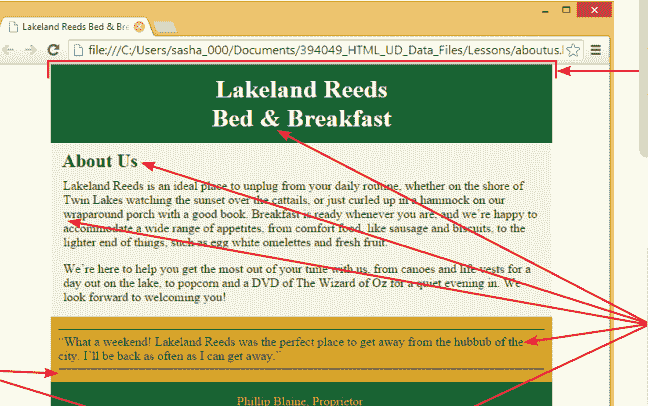 Lakeland Reeds Bed & Bre
file:///C:/Users/sasha_000/Documents/394049_HTML_UD_Data_Files/Lessons/aboutus.
Lakeland Reeds
Bed & Breakfast
About Us
Lakeland Reeds is an ideal place to unplug from your daily routine, whether on the shore of
Twin Lakes watching the sunset over the cattails, or just curled up in a hammock on our
wraparound porch with a good book. Breakfast is ready whenever you are, and we're happy to
accommodate a wide range of appetites, from comfort food, like sausage and biscuits, to the
lighter end of things, such as egg white omelettes and fresh fruit.
We're here to help you get the most out of your time with us, from canoes and life vests for a
day out on the lake, to popcorn and a DVD of The Wizard of Oz for a quiet evening in. We
look forward to welcoming you!
"What a weekend! Lakeland Reeds was the perfect place to get away from the hubbub of the
city. I'll be back as often as I can get away."
Phillip Blaine, Proprietor